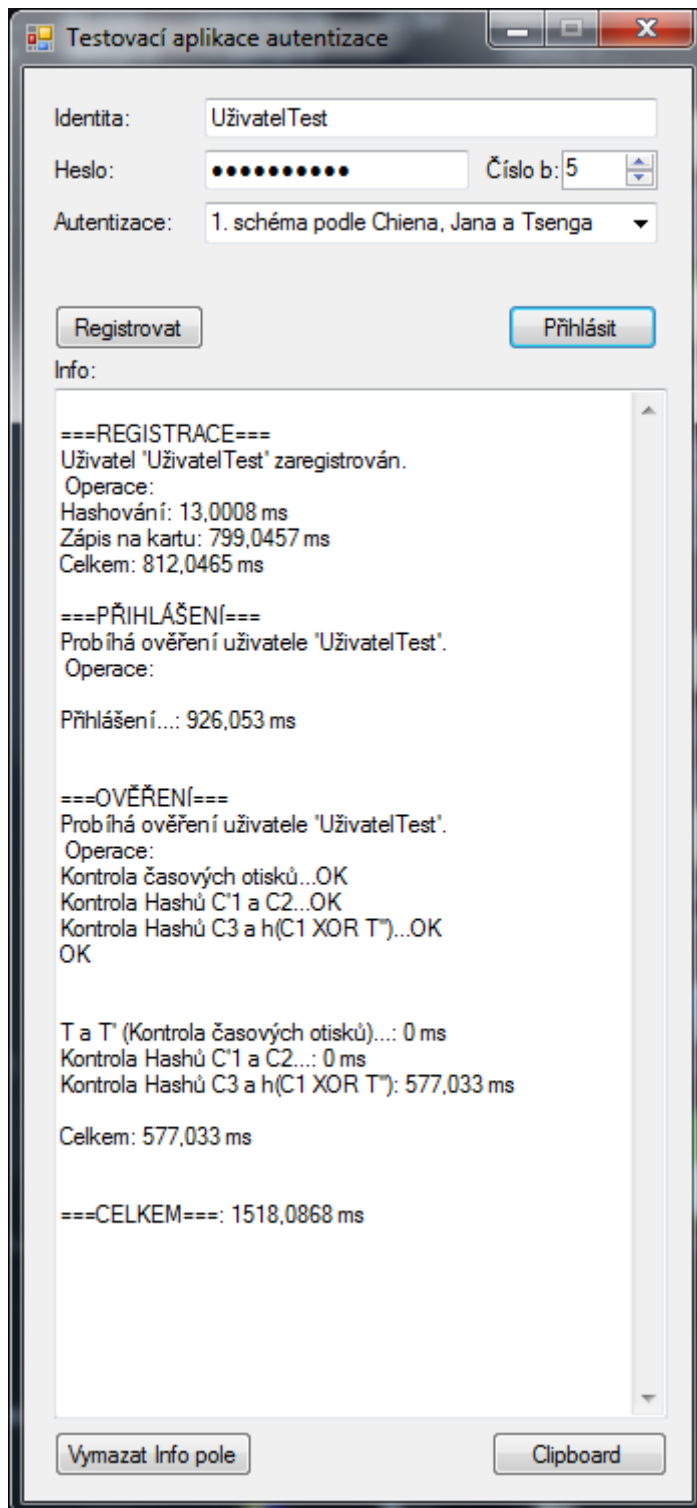 Testovací aplikace autentizace
Identita: UživatelTest
Heslo: ●●●●●●●●●● Číslo b: 5
Autentizace: 1. schéma podle Chiena, Jana a Tsenga
Registrovat Přihlásit
Info:
===REGISTRACE===
Uživatel 'UživatelTest' zaregistrován.
Operace:
Hashování: 13,0008 ms
Zápis na kartu: 799,0457 ms
Celkem: 812,0465 ms
===PŘIHLÁŠENÍ===
Probíhá ověření uživatele 'UživatelTest'.
Operace:
Přihlášení...: 926,053 ms
===OVĚŘENÍ===
Probíhá ověření uživatele 'UživatelTest'.
Operace:
Kontrola časových otisků...OK
Kontrola Hashů C'1 a C2...OK
Kontrola Hashů C3 a h(C1 XOR T'')...OK
OK
T a T' (Kontrola časových otisků)...: 0 ms
Kontrola Hashů C'1 a C2...: 0 ms
Kontrola Hashů C3 a h(C1 XOR T''): 577,033 ms
Celkem: 577,033 ms
===CELKEM===: 1518,0868 ms
Vymazat Info pole Clipboard